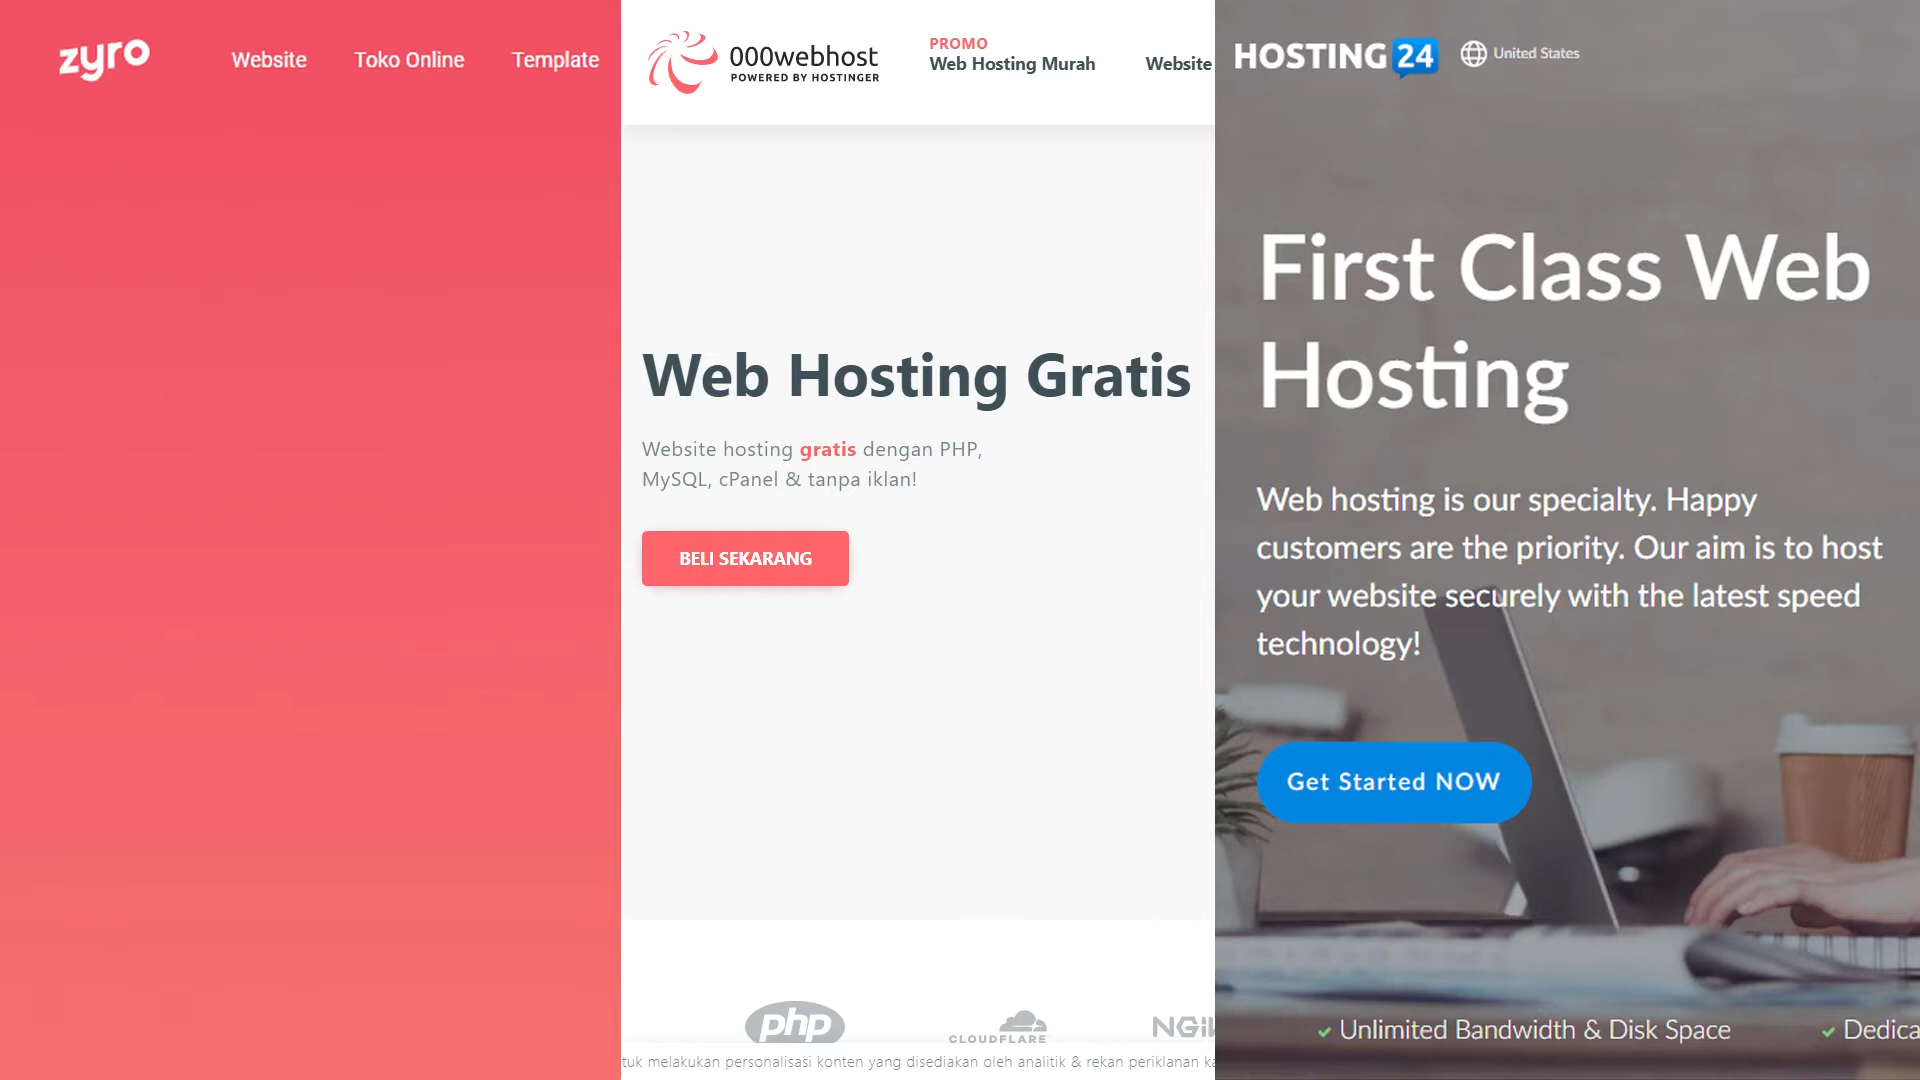 zyro
Website
Toko Online
Template
000webhost
POWERED BY HOSTINGER
PROMO
Web Hosting Murah
Website
Web Hosting Gratis
Website hosting gratis dengan PHP,
MySQL, cPanel & tanpa iklan!
BELI SEKARANG
php
CLOUDFLARE
melakukan personalisasi konten yang disediakan oleh analitik & rekan periklanan
HOSTING 24
United States
First Class Web
Hosting
Web hosting is our specialty. Happy
customers are the priority. Our aim is to host
your website securely with the latest speed
technology!
Get Started NOW
Unlimited Bandwidth & Disk Space